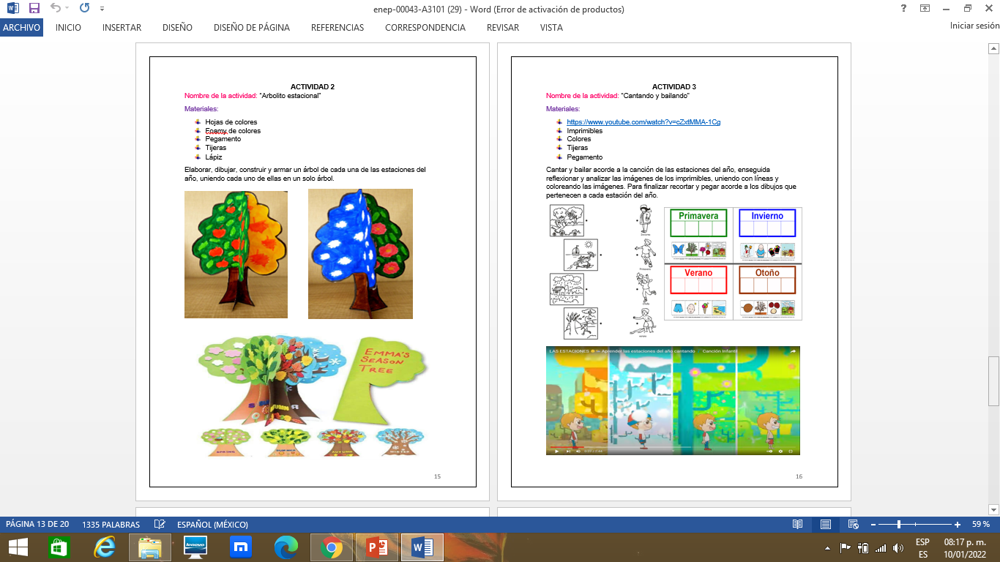 enep-00043-A3101 (29) - Word (Error de activación de productos)
ARCHIVO INICIO INSERTAR DISEÑO DISEÑO DE PÁGINA REFERENCIAS CORRESPONDENCIA REVISAR VISTA
Iniciar sesión
ACTIVIDAD 2
Nombre de la actividad: “Arbolito estacional”
Materiales:
Hojas de colores
Foamy de colores
Pegamento
Tijeras
Lápiz
Elaborar, dibujar, construir y armar un árbol de cada una de las estaciones del
año, uniendo cada uno de ellas en un solo árbol.
EMMA'S
SEASON
TREE
SPRING
SUMMER
AUTUMN
WINTER
15
ACTIVIDAD 3
Nombre de la actividad: “Cantando y bailando”
Materiales:
https://www.youtube.com/watch?v=cZxtMMA-1Cg
Imprimibles
Colores
Tijeras
Pegamento
Cantar y bailar acorde a la canción de las estaciones del año, enseguida
reflexionar y analizar las imágenes de los imprimibles, uniendo con líneas y
coloreando las imágenes. Para finalizar recortar y pegar acorde a los dibujos que
pertenecen a cada estación del año.
Primavera
Invierno
Verano
Otoño
LAS ESTACIONES Aprender las estaciones del año cantando Canción Infantil
16
PÁGINA 13 DE 20 1335 PALABRAS ESPAÑOL (MÉXICO)
59 %
lenovo
ESP
ES
08:17 p. m.
10/01/2022